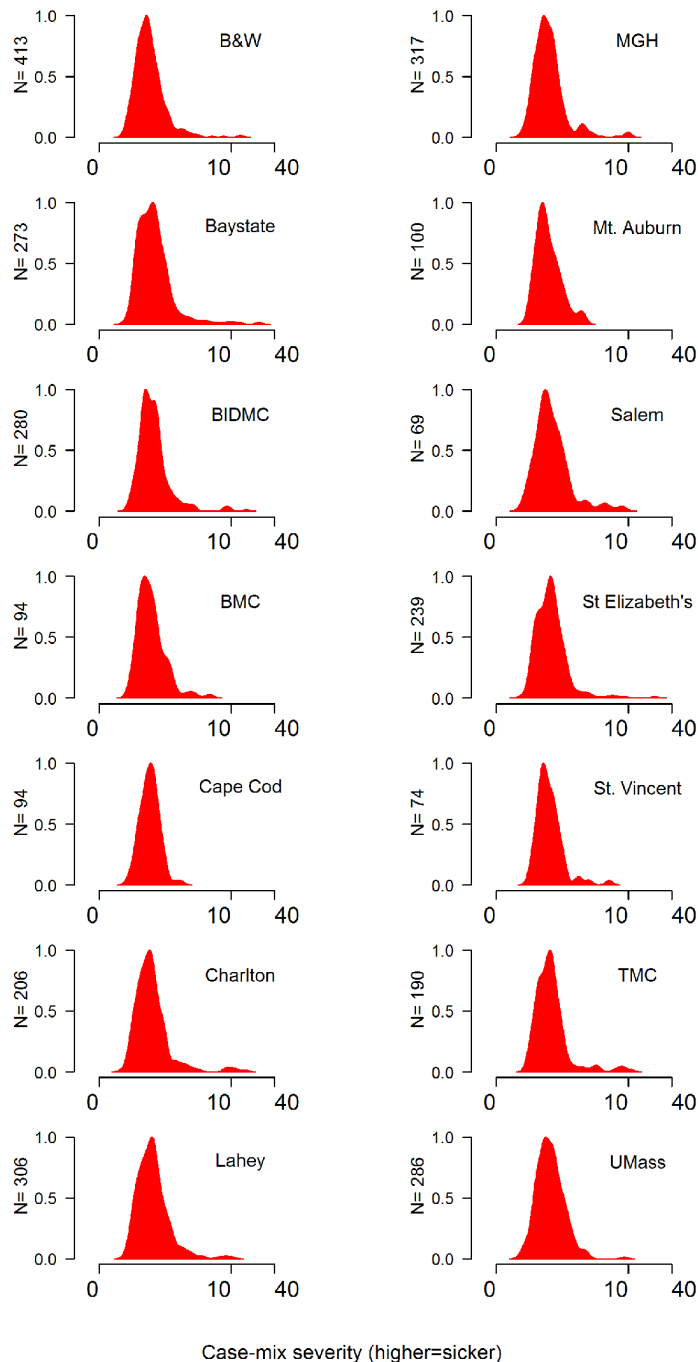 N= 413
1.0
0.5
0.0
B&W
0 10 40
N= 317
1.0
0.5
0.0
MGH
0 10 40
N= 273
1.0
0.5
0.0
Baystate
0 10 40
N= 100
1.0
0.5
0.0
Mt. Auburn
0 10 40
N= 280
1.0
0.5
0.0
BIDMC
0 10 40
N= 69
1.0
0.5
0.0
Salem
0 10 40
N= 94
1.0
0.5
0.0
BMC
0 10 40
N= 239
1.0
0.5
0.0
St Elizabeth's
0 10 40
N= 94
1.0
0.5
0.0
Cape Cod
0 10 40
N= 74
1.0
0.5
0.0
St. Vincent
0 10 40
N= 206
1.0
0.5
0.0
Charlton
0 10 40
N= 190
1.0
0.5
0.0
TMC
0 10 40
N= 306
1.0
0.5
0.0
Lahey
0 10 40
N= 286
1.0
0.5
0.0
UMass
0 10 40
Case-mix severity (higher=sicker)